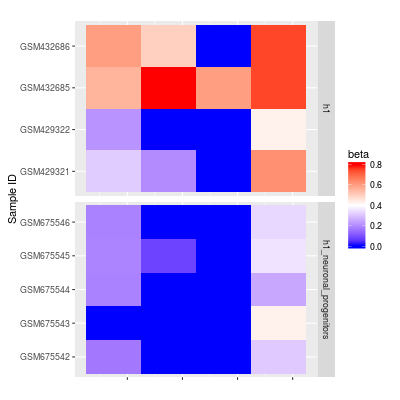 GSM432686
GSM432685
GSM429322
GSM429321
h1
GSM675546
GSM675545
GSM675544
GSM675543
GSM675542
h1_neuronal_progenitors
Sample ID
beta
0.8
0.6
0.4
0.2
0.0